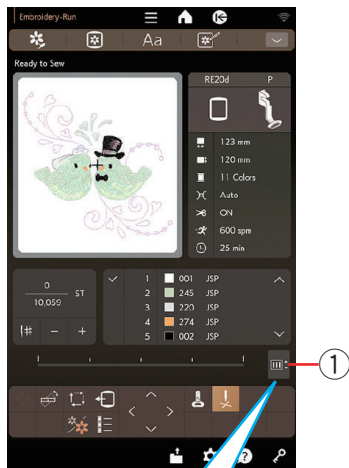 Embroidery-Run
Aa
Ready to Sew
RE20d P
123 mm
120 mm
11 Colors
Auto
ON
600 spm
25 min
0
10,059
ST
# - +
1 001 JSP
2 245 JSP
3 220 JSP
4 274 JSP
5 002 JSP
1
?